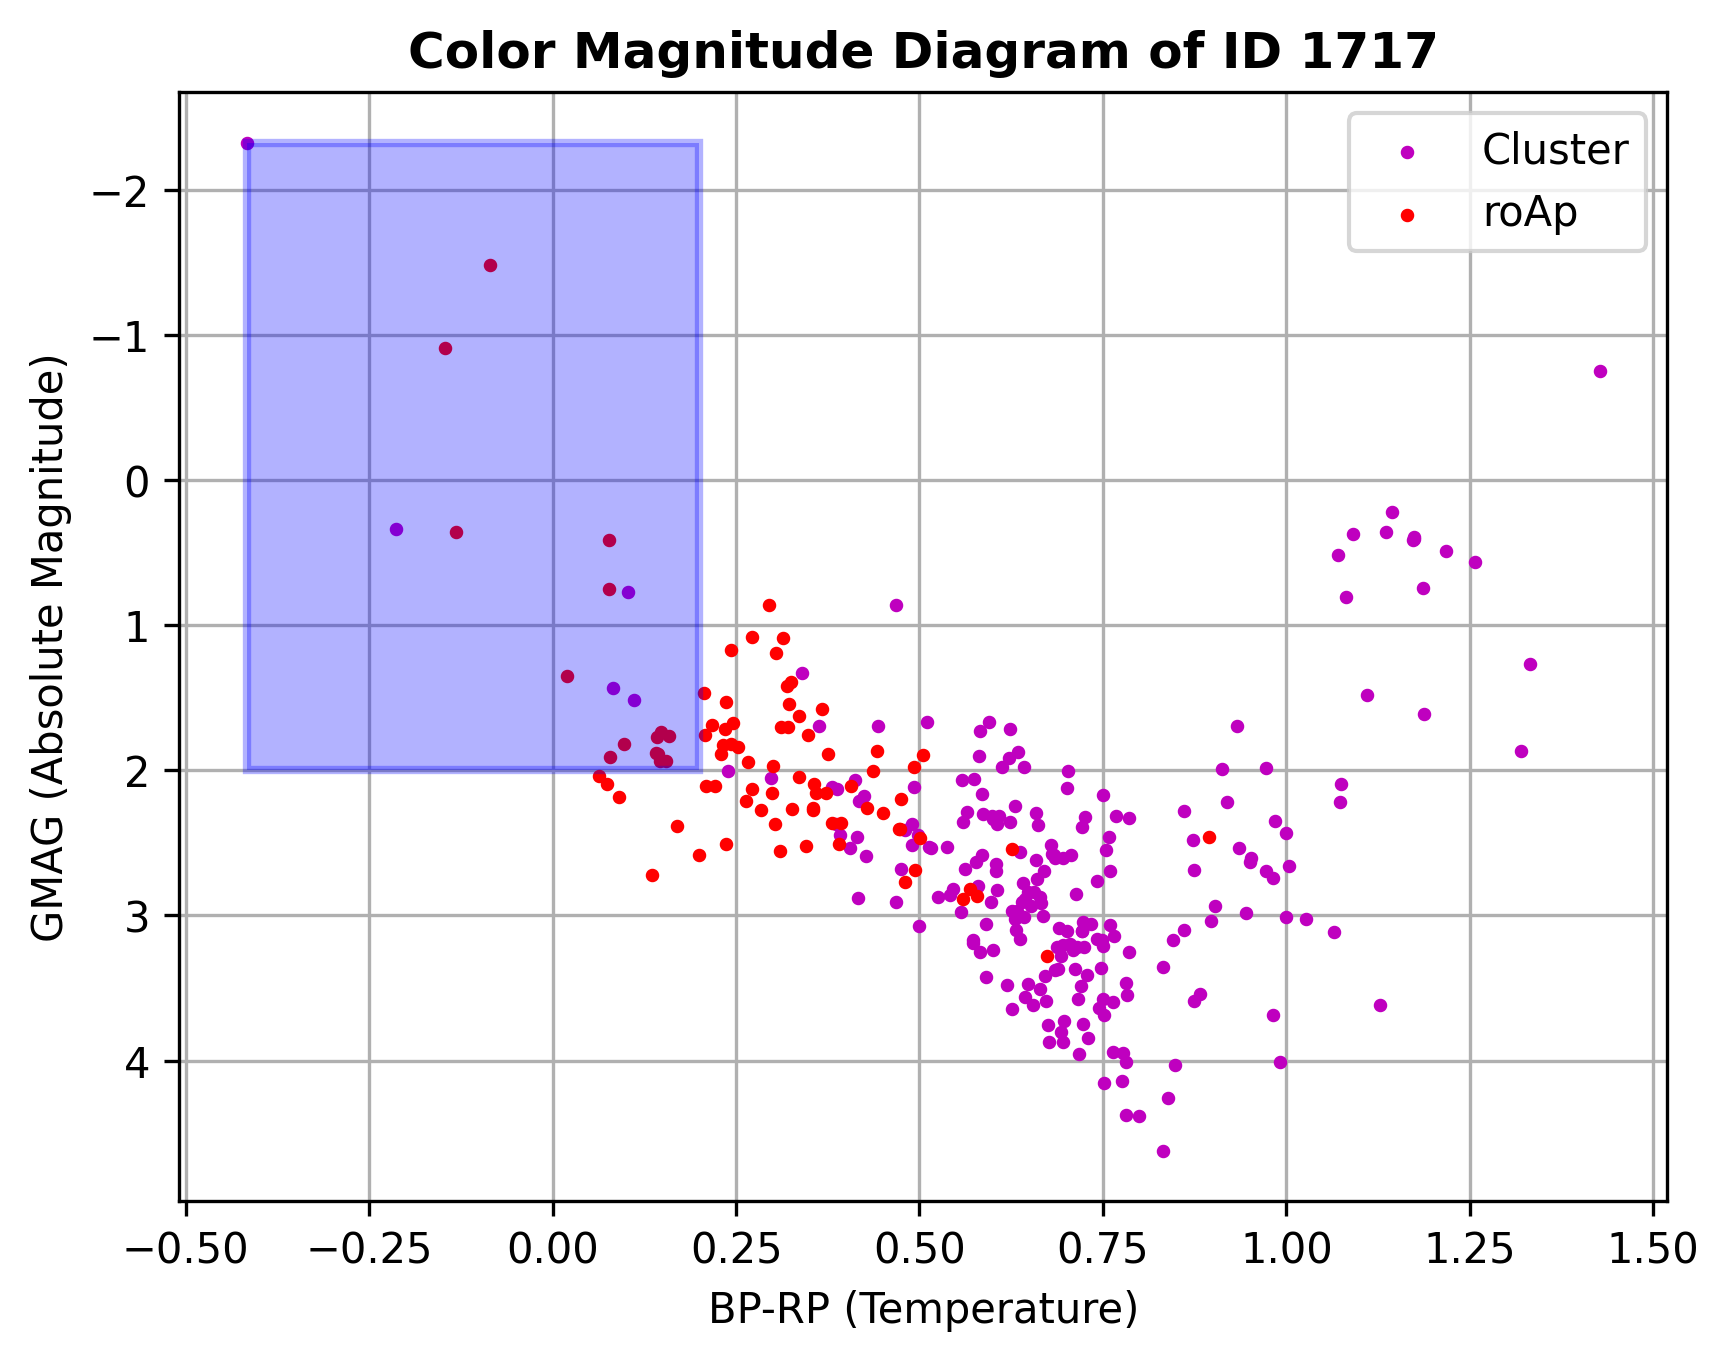 Color Magnitude Diagram of ID 1717
Cluster
roAp
GMAG (Absolute Magnitude)
−2
−1
0
1
2
3
4
−0.50 −0.25 0.00 0.25 0.50 0.75 1.00 1.25 1.50
BP-RP (Temperature)